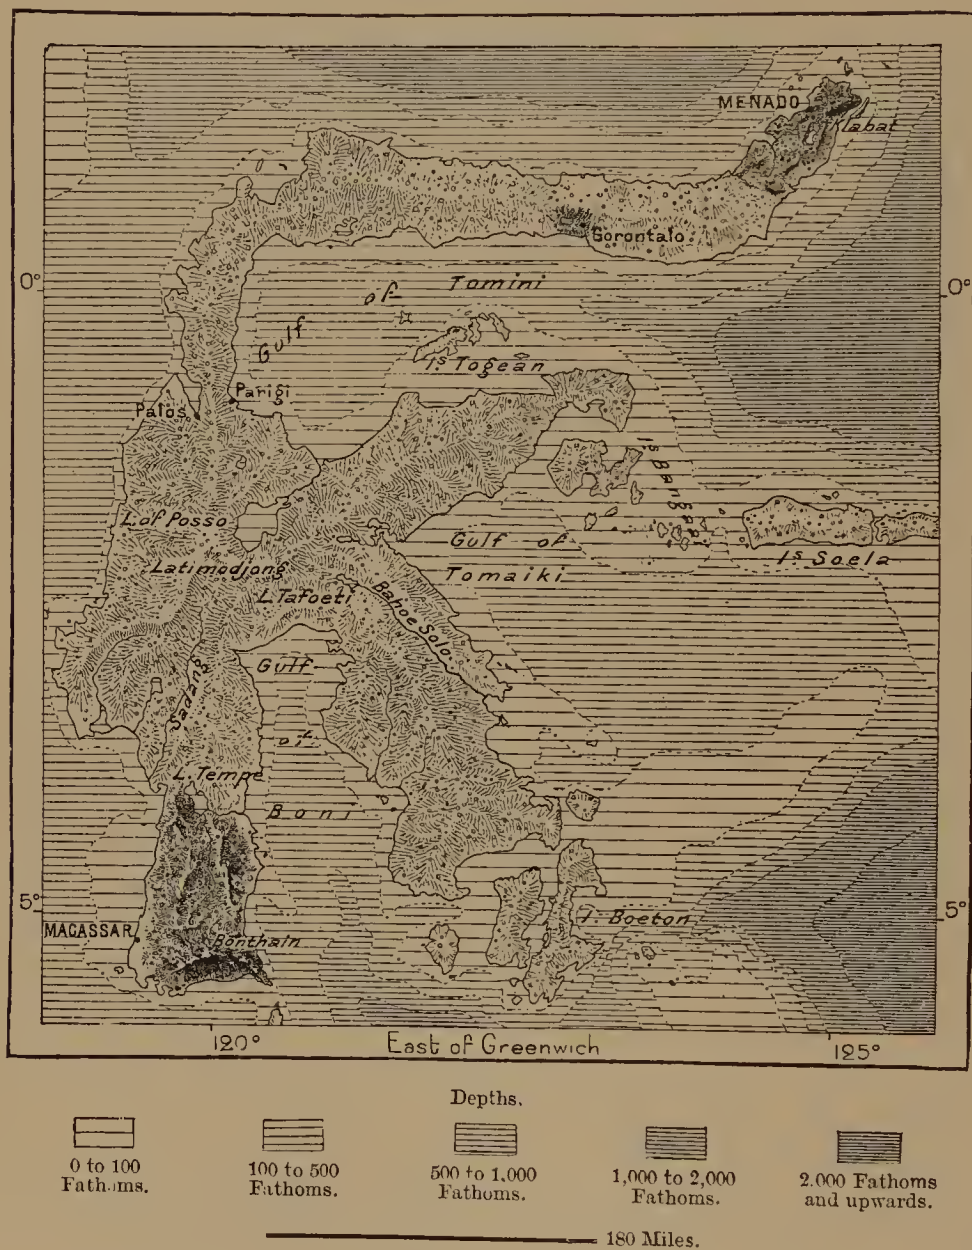 MENADO
Klabat
Gorontalo
0°
0°
Gulf of Tomini
Is Togean
Parigi
Palos
Is Bangaai
L. of Posso
Gulf of
Tomaiki
Is Soela
Latimodjong
L. Tafoeti
Bahoe Solo
Gulf of Boni
Sadang
L. Tempe
5°
5°
I. Boeton
MACASSAR
Bonthain
120°
East of Greenwich
125°
Depths.
0 to 100
Fathoms.
100 to 500
Fathoms.
500 to 1,000
Fathoms.
1,000 to 2,000
Fathoms.
2.000 Fathoms
and upwards.
180 Miles.